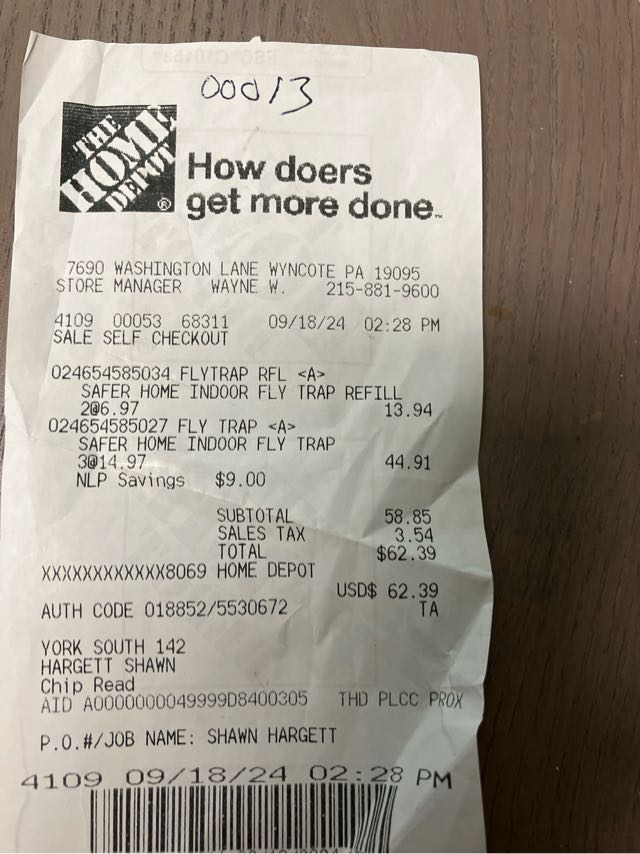 00013
THE
HOME
DEPOT
®
How doers
get more done.™
7690 WASHINGTON LANE WYNCOTE PA 19095
STORE MANAGER WAYNE W. 215-881-9600
4109 00053 68311 09/18/24 02:28 PM
SALE SELF CHECKOUT
024654585034 FLYTRAP RFL <A>
SAFER HOME INDOOR FLY TRAP REFILL
2@6.97 13.94
024654585027 FLY TRAP <A>
SAFER HOME INDOOR FLY TRAP
3@14.97 44.91
NLP Savings $9.00
SUBTOTAL 58.85
SALES TAX 3.54
TOTAL $62.39
XXXXXXXXXXXX8069 HOME DEPOT
USD$ 62.39
AUTH CODE 018852/5530672 TA
YORK SOUTH 142
HARGETT SHAWN
Chip Read
AID A0000000049999D8400305 THD PLCC PROX
P.O.#/JOB NAME: SHAWN HARGETT
4109 09/18/24 02:28 PM